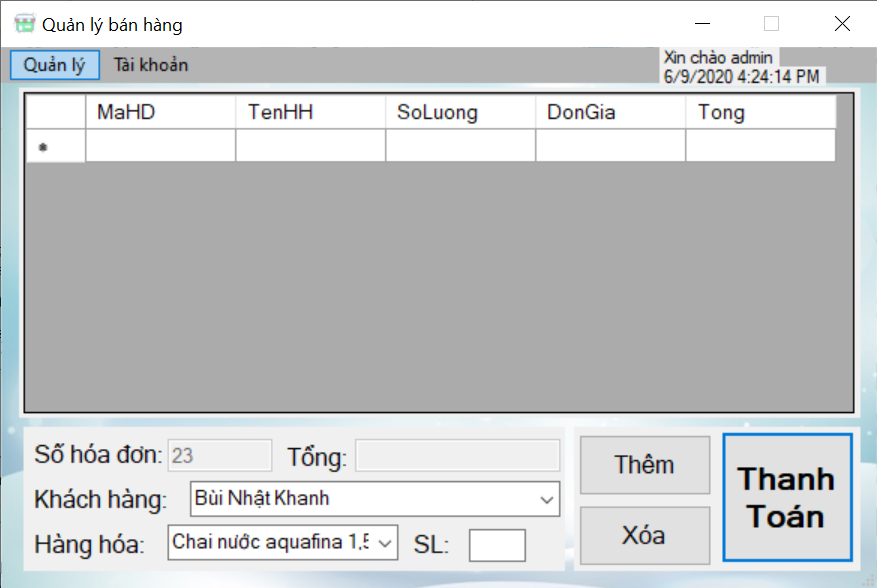 Quản lý bán hàng
Quản lý Tài khoản
Xin chào admin
6/9/2020 4:24:14 PM
MaHD TenHH SoLuong DonGia Tong
Số hóa đơn: 23 Tổng:
Khách hàng: Bùi Nhật Khanh
Hàng hóa: Chai nước aquafina 1,5 SL:
Thêm
Xóa
Thanh
Toán